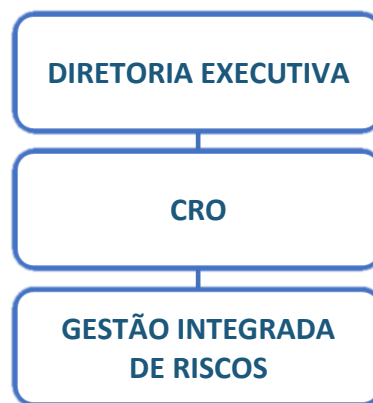 DIRETORIA EXECUTIVA
CRO
GESTÃO INTEGRADA
DE RISCOS